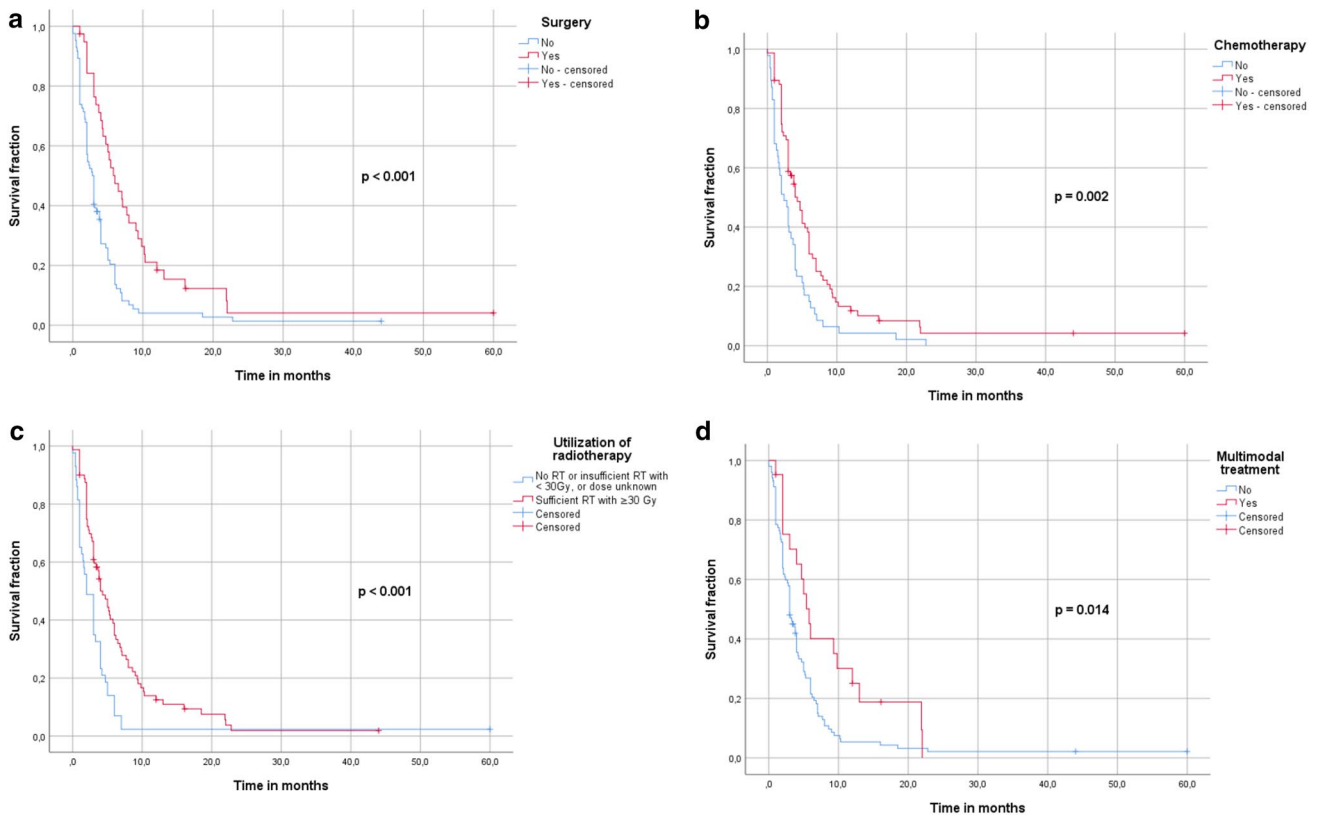 a
Surgery
No
Yes
No - censored
Yes - censored
Survival fraction
1,0
0,8
0,6
0,4
0,2
0,0
p < 0.001
,0 10,0 20,0 30,0 40,0 50,0 60,0
Time in months
b
Chemotherapy
No
Yes
No - censored
Yes - censored
Survival fraction
1,0
0,8
0,6
0,4
0,2
0,0
p = 0.002
,0 10,0 20,0 30,0 40,0 50,0 60,0
Time in months
c
Utilization of
radiotherapy
No RT or insufficient RT with
< 30Gy, or dose unknown
Sufficient RT with ≥30 Gy
Censored
Censored
Survival fraction
1,0
0,8
0,6
0,4
0,2
0,0
p < 0.001
,0 10,0 20,0 30,0 40,0 50,0 60,0
Time in months
d
Multimodal
treatment
No
Yes
Censored
Censored
Survival fraction
1,0
0,8
0,6
0,4
0,2
0,0
p = 0.014
,0 10,0 20,0 30,0 40,0 50,0 60,0
Time in months